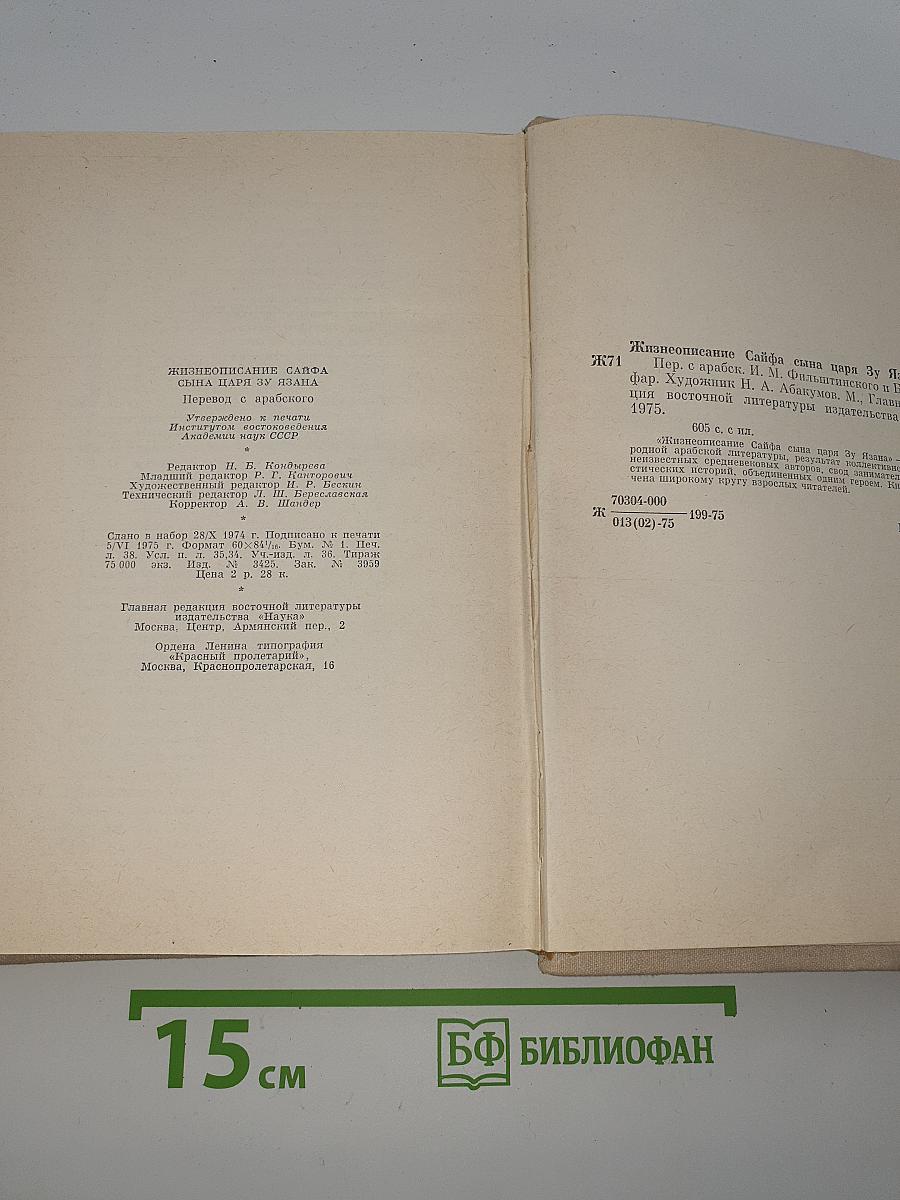 ЖИЗНЕОПИСАНИЕ САЙФА
СЫНА ЦАРЯ ЗУ ЯЗАНА
Перевод с арабского
Утверждено к печати
Институтом востоковедения
Академии наук СССР
*
Редактор Н. Б. Кондырева
Младший редактор Р. Г. Канторович
Художественный редактор И. Р. Бескин
Технический редактор Л. Ш. Береславская
Корректор А. В. Шандер
*
Сдано в набор 28/X 1974 г. Подписано к печати
5/VI 1975 г. Формат 60×84¹/₁₆. Бум. № 1. Печ.
л. 38. Усл. п. л. 35,34. Уч.-изд. л. 36. Тираж
75 000 экз. Изд. № 3425. Зак. № 3959
Цена 2 р. 28 к.
*
Главная редакция восточной литературы
издательства «Наука»
Москва, Центр, Армянский пер., 2
Ордена Ленина типография
«Красный пролетарий»,
Москва, Краснопролетарская, 16
Жизнеописание Сайфа сына царя Зу Яз
Ж71
Пер. с арабск. И. М. Фильштинского и Б
фар. Художник Н. А. Абакумов. М., Главн
ция восточной литературы издательства
1975.
605 с. с ил.
«Жизнеописание Сайфа сына царя Зу Язана» —
родной арабской литературы, результат коллективно
неизвестных средневековых авторов, свод занимател
стических историй, объединенных одним героем. Кн
чена широкому кругу взрослых читателей.
70304-000
Ж 199-75
013(02)-75
15 см
БФ БИБЛИОФАН